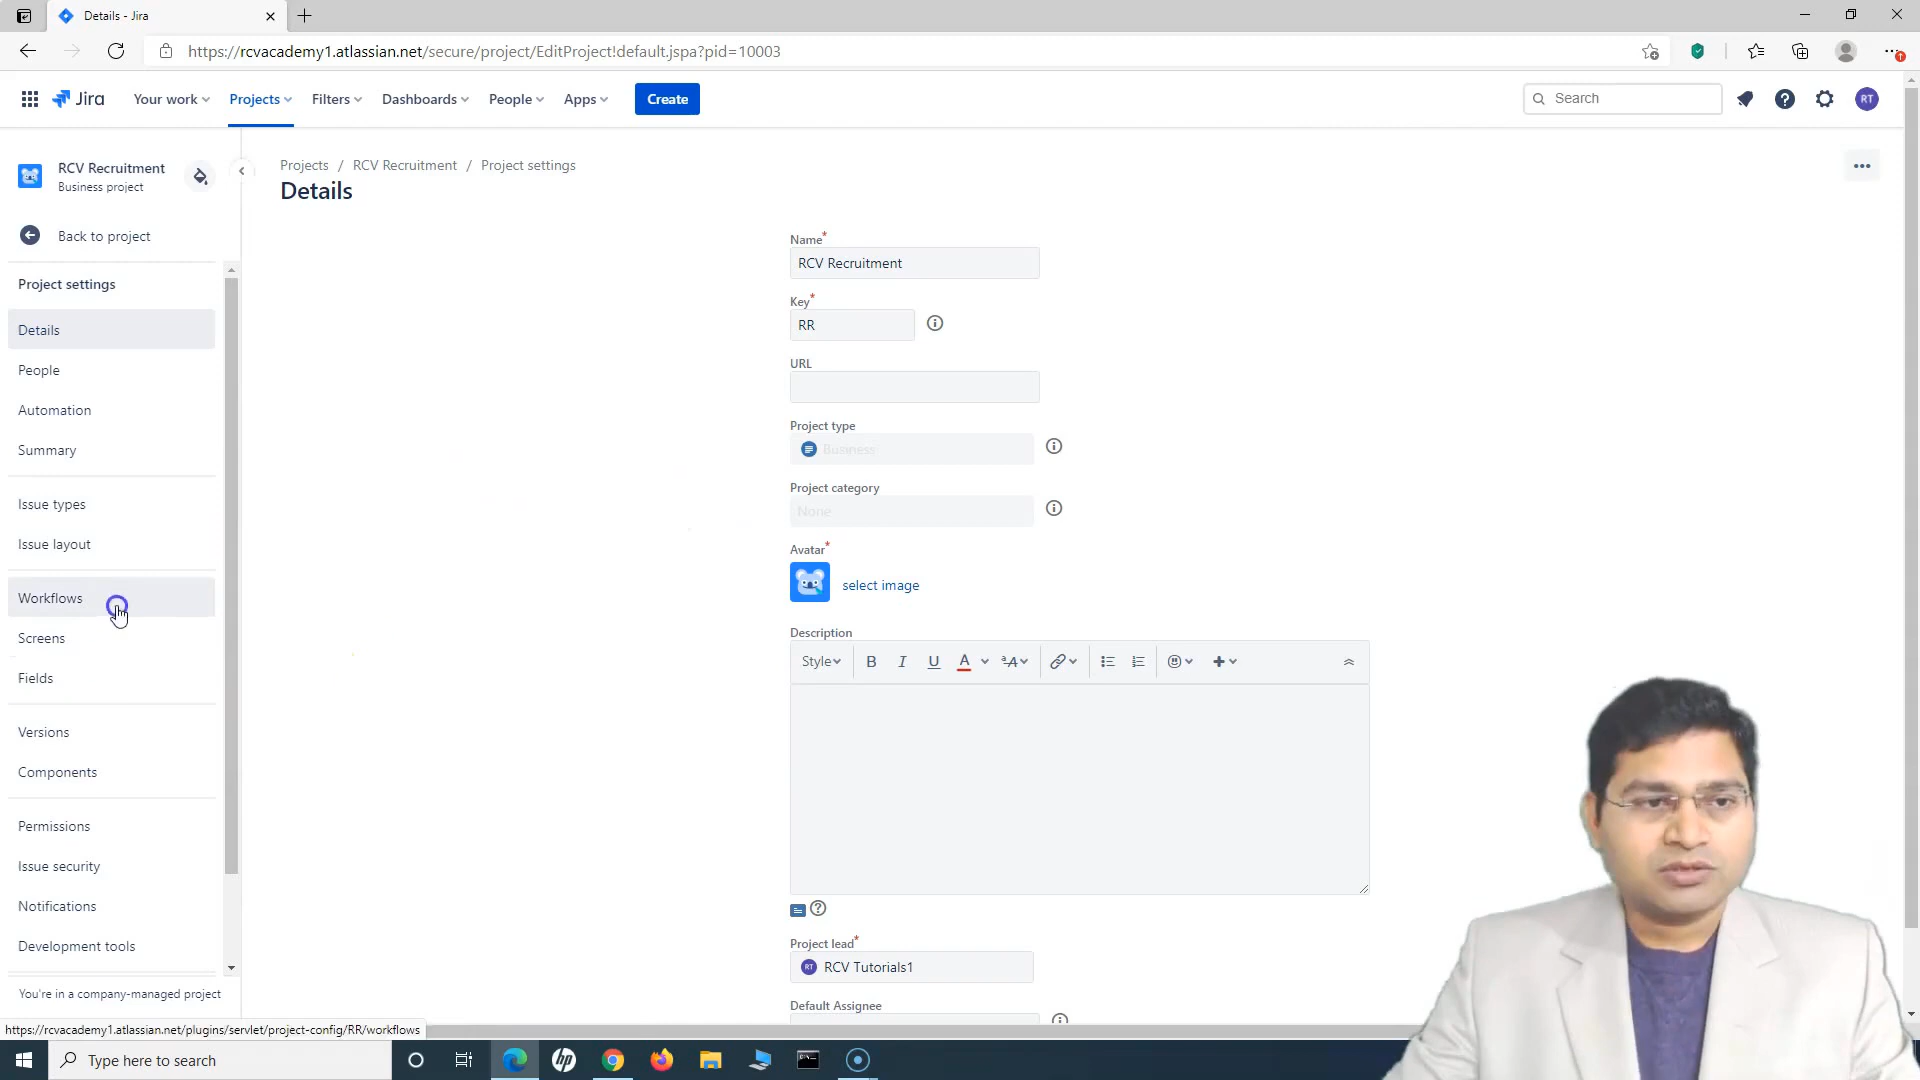 Details - Jira
https://rcvacademy1.atlassian.net/secure/project/EditProject!default.jspa?pid=10003
Jira
Your work
Projects
Filters
Dashboards
People
Apps
Create
Search
RT
RCV Recruitment
Business project
Back to project
Project settings
Details
People
Automation
Summary
Issue types
Issue layout
Workflows
Screens
Fields
Versions
Components
Permissions
Issue security
Notifications
Development tools
You're in a company-managed project
https://rcvacademy1.atlassian.net/plugins/servlet/project-config/RR/workflows
Projects / RCV Recruitment / Project settings
Details
Name*
RCV Recruitment
Key*
RR
URL
Project type
Business
Project category
None
Avatar*
select image
Description
Style B I U A ªA
Project lead*
RT RCV Tutorials1
Default Assignee
Type here to search
hp